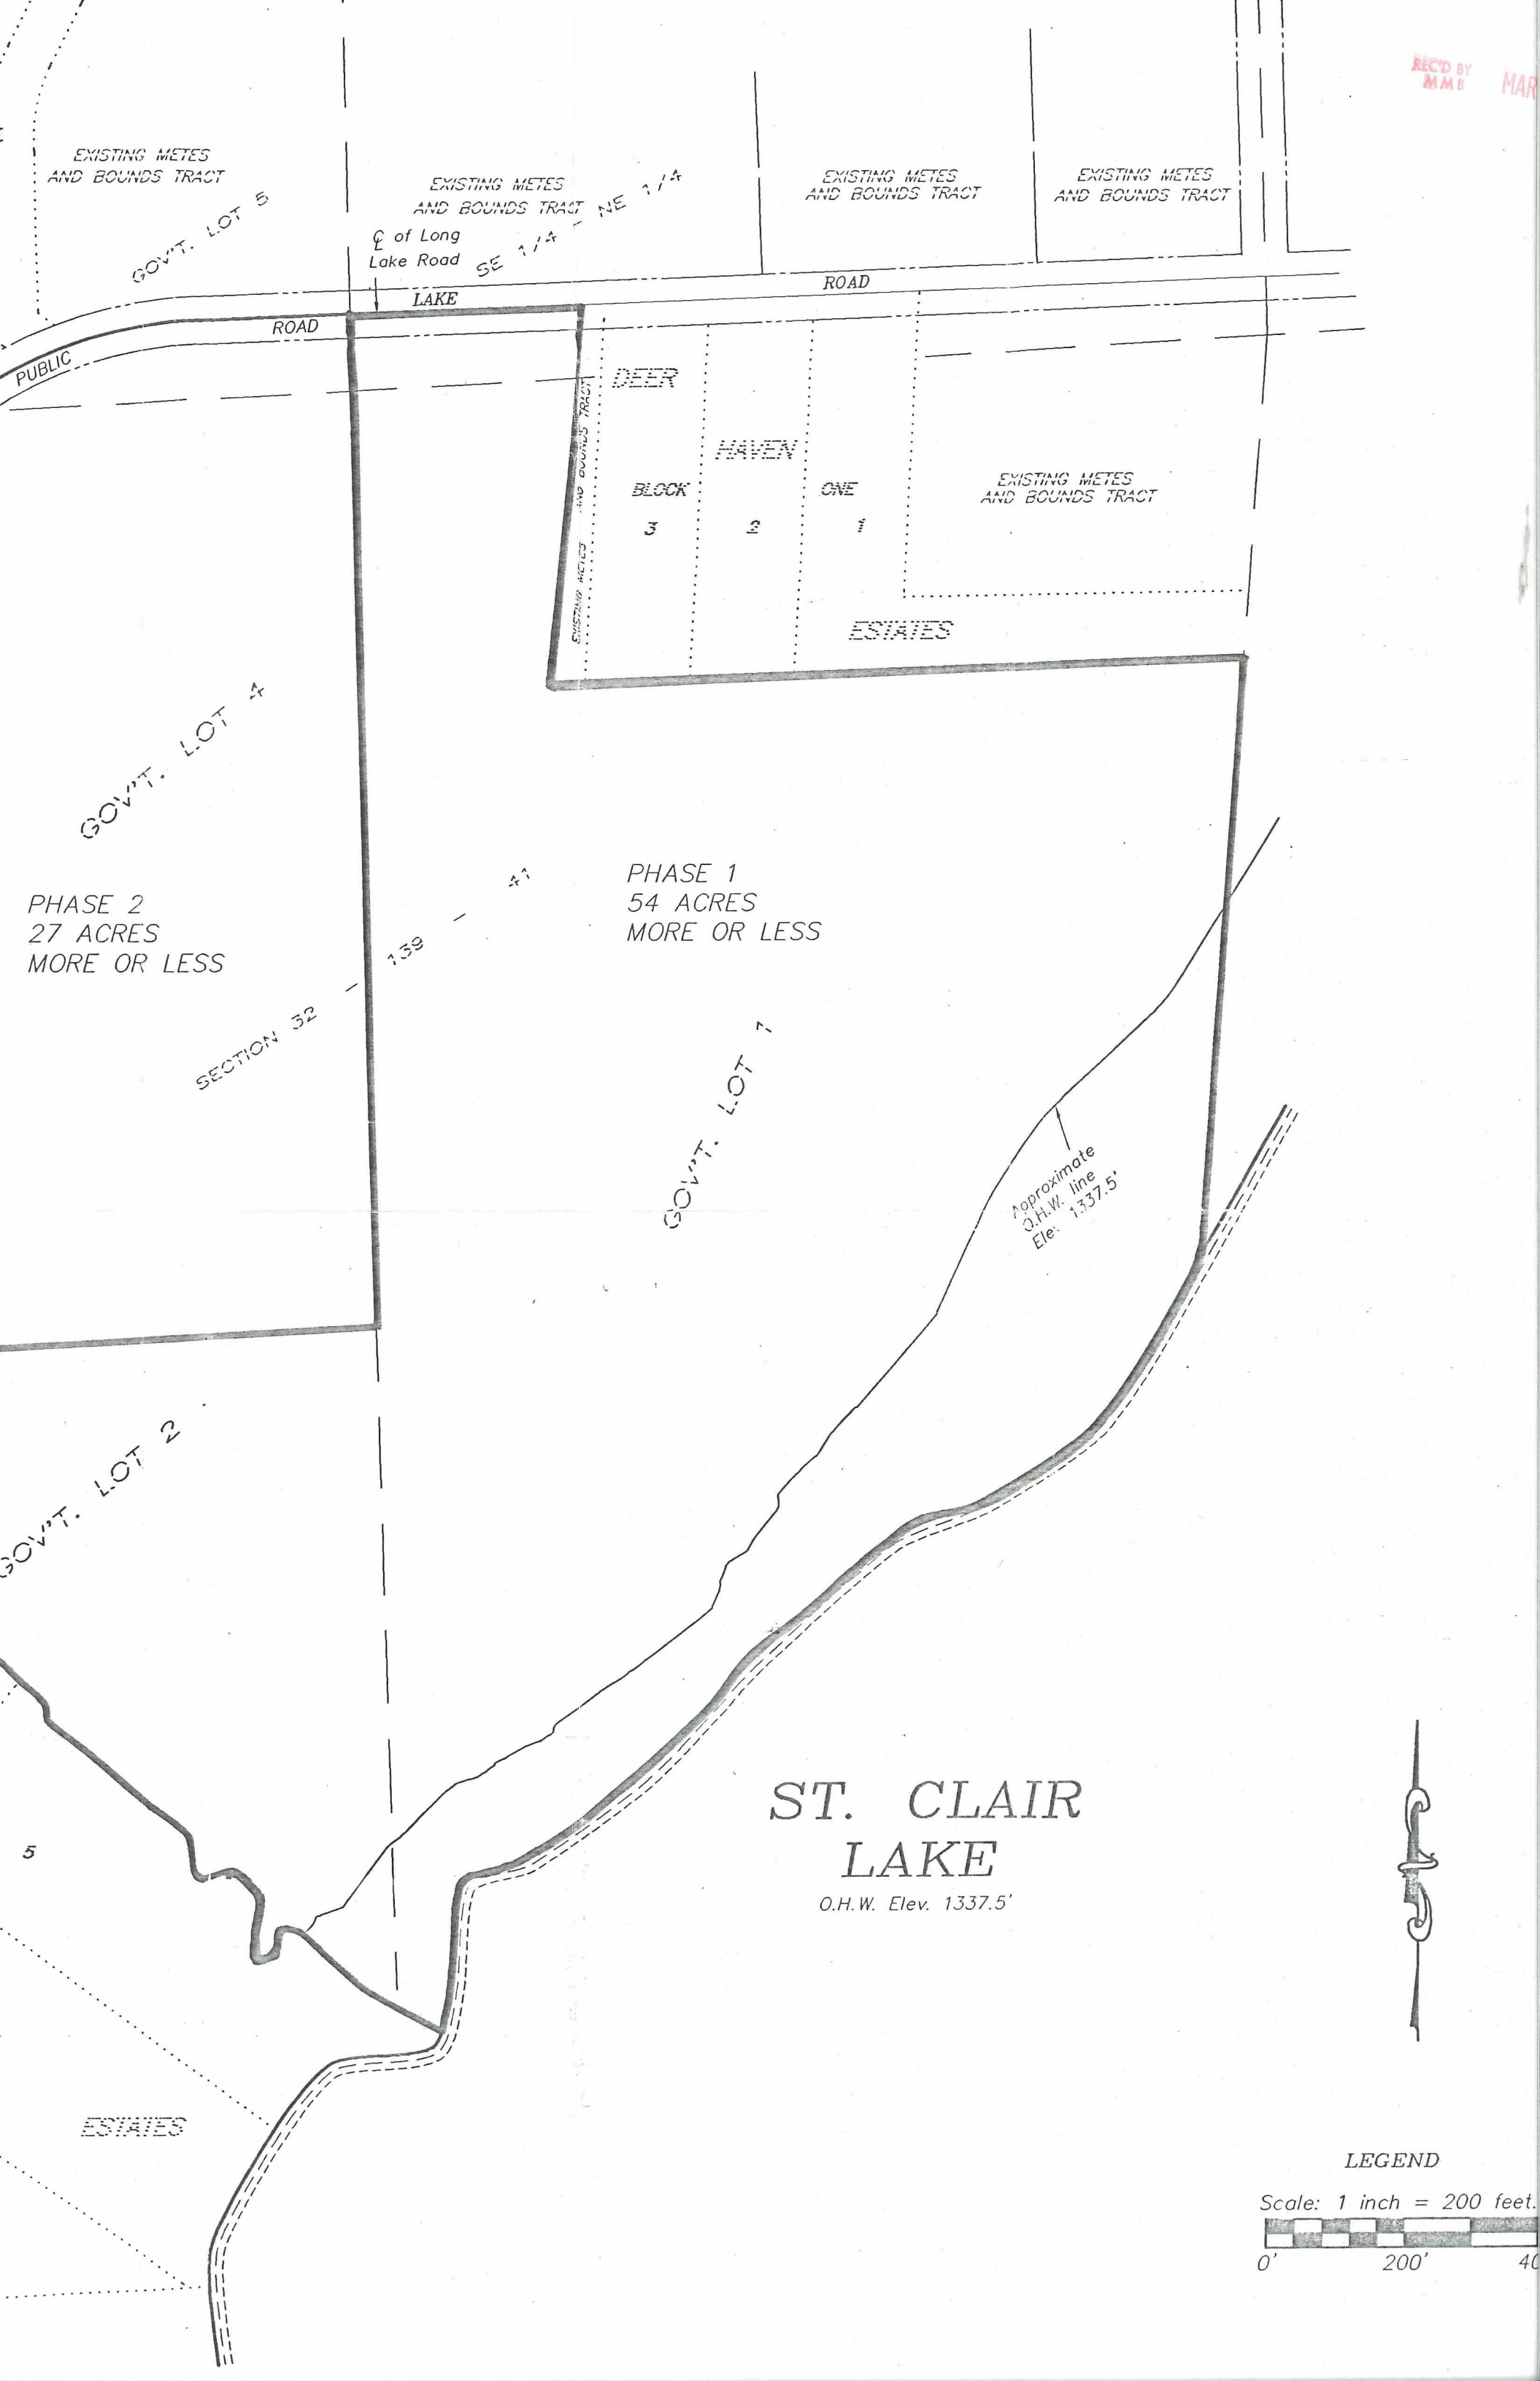 REC'D BY
MMB
MAR
EXISTING METES
AND BOUNDS TRACT
EXISTING METES
AND BOUNDS TRACT
EXISTING METES
AND BOUNDS TRACT
EXISTING METES
AND BOUNDS TRACT
GOV'T. LOT 5
SE 1/4 - NE 1/4
℄ of Long
Lake Road
LAKE
ROAD
ROAD
PUBLIC
DEER
HAVEN
BLOCK
ONE
3
2
1
EXISTING METES AND BOUNDS TRACT
EXISTING METES
AND BOUNDS TRACT
ESTATES
GOV'T. LOT 4
PHASE 2
27 ACRES
MORE OR LESS
PHASE 1
54 ACRES
MORE OR LESS
SECTION 32 - 139 - 41
GOV'T. LOT 1
Approximate
O.H.W. line
Elev. 1337.5'
GOV'T. LOT 2
ST. CLAIR
LAKE
O.H.W. Elev. 1337.5'
5
ESTATES
LEGEND
Scale: 1 inch = 200 feet.
0'
200'
40